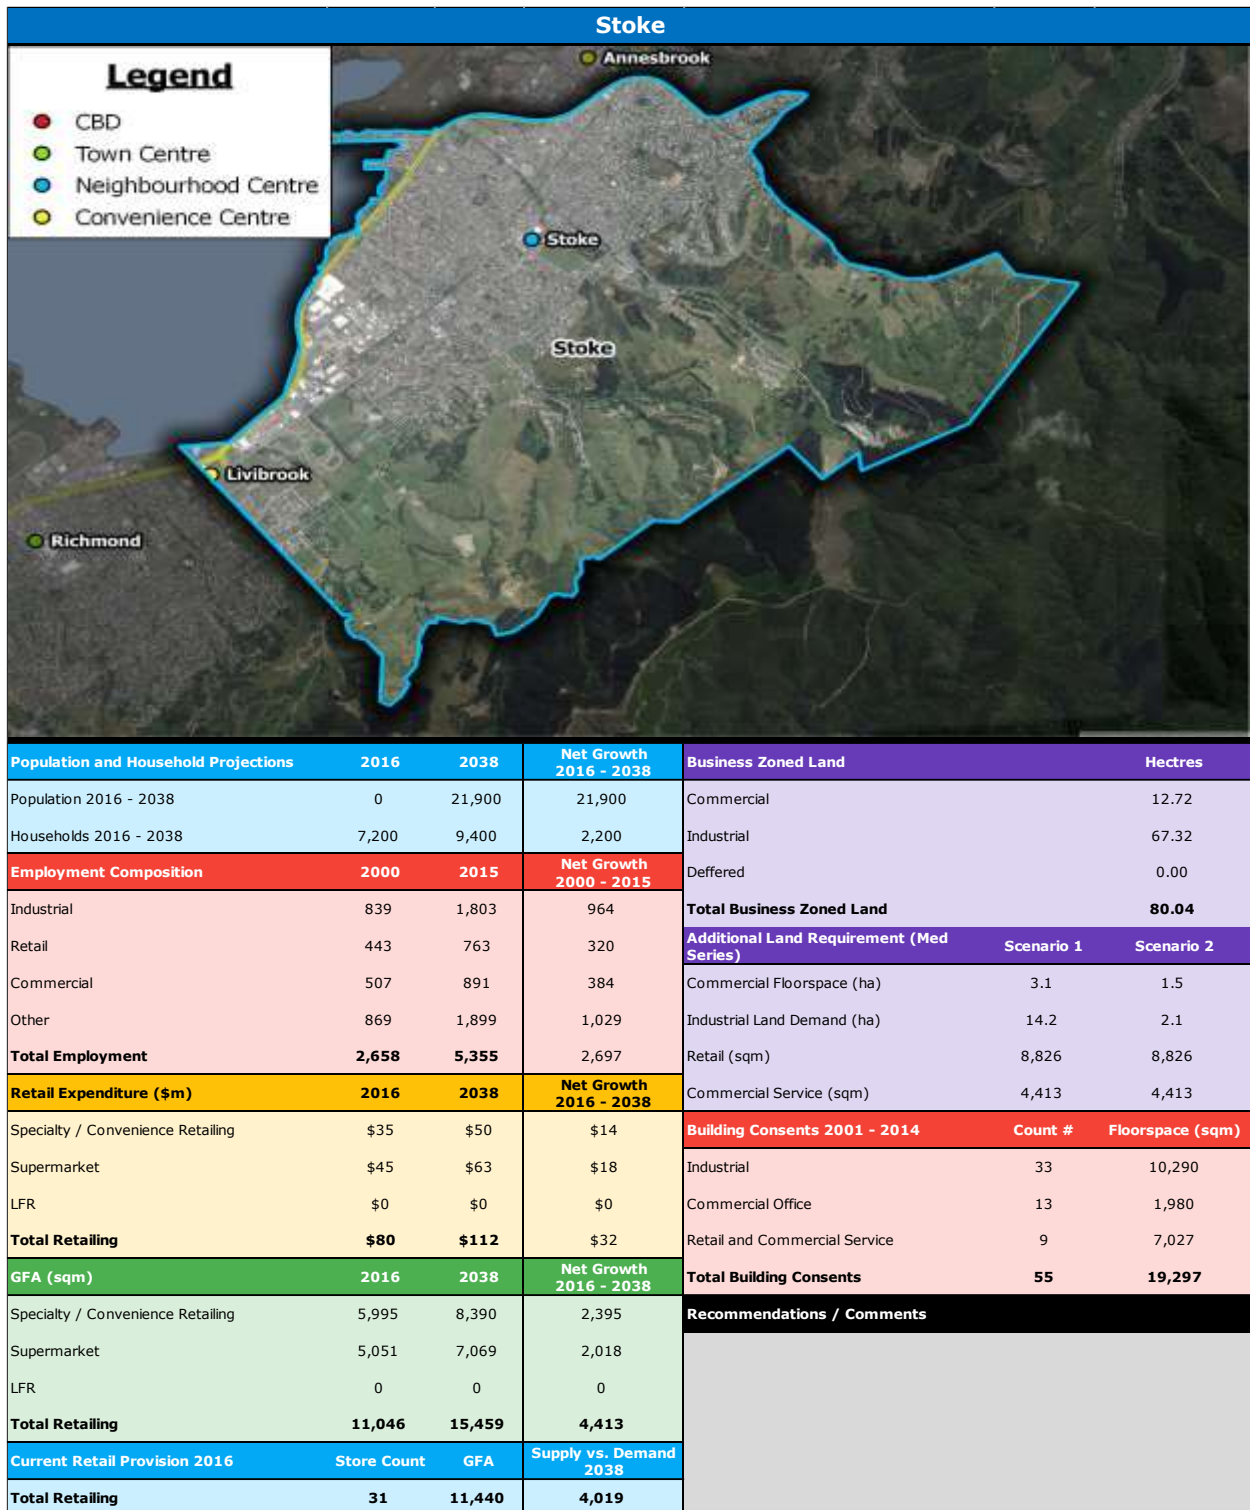 Stoke
Legend
CBD
Town Centre
Neighbourhood Centre
Convenience Centre
Annesbrook
Stoke
Stoke
Livibrook
Richmond
Population and Household Projections 2016 2038 Net Growth 2016 - 2038
Population 2016 - 2038 0 21,900 21,900
Households 2016 - 2038 7,200 9,400 2,200
Employment Composition 2000 2015 Net Growth 2000 - 2015
Industrial 839 1,803 964
Retail 443 763 320
Commercial 507 891 384
Other 869 1,899 1,029
Total Employment 2,658 5,355 2,697
Retail Expenditure ($m) 2016 2038 Net Growth 2016 - 2038
Specialty / Convenience Retailing $35 $50 $14
Supermarket $45 $63 $18
LFR $0 $0 $0
Total Retailing $80 $112 $32
GFA (sqm) 2016 2038 Net Growth 2016 - 2038
Specialty / Convenience Retailing 5,995 8,390 2,395
Supermarket 5,051 7,069 2,018
LFR 0 0 0
Total Retailing 11,046 15,459 4,413
Current Retail Provision 2016 Store Count GFA Supply vs. Demand 2038
Total Retailing 31 11,440 4,019
Business Zoned Land Hectres
Commercial 12.72
Industrial 67.32
Deffered 0.00
Total Business Zoned Land 80.04
Additional Land Requirement (Med Series) Scenario 1 Scenario 2
Commercial Floorspace (ha) 3.1 1.5
Industrial Land Demand (ha) 14.2 2.1
Retail (sqm) 8,826 8,826
Commercial Service (sqm) 4,413 4,413
Building Consents 2001 - 2014 Count # Floorspace (sqm)
Industrial 33 10,290
Commercial Office 13 1,980
Retail and Commercial Service 9 7,027
Total Building Consents 55 19,297
Recommendations / Comments